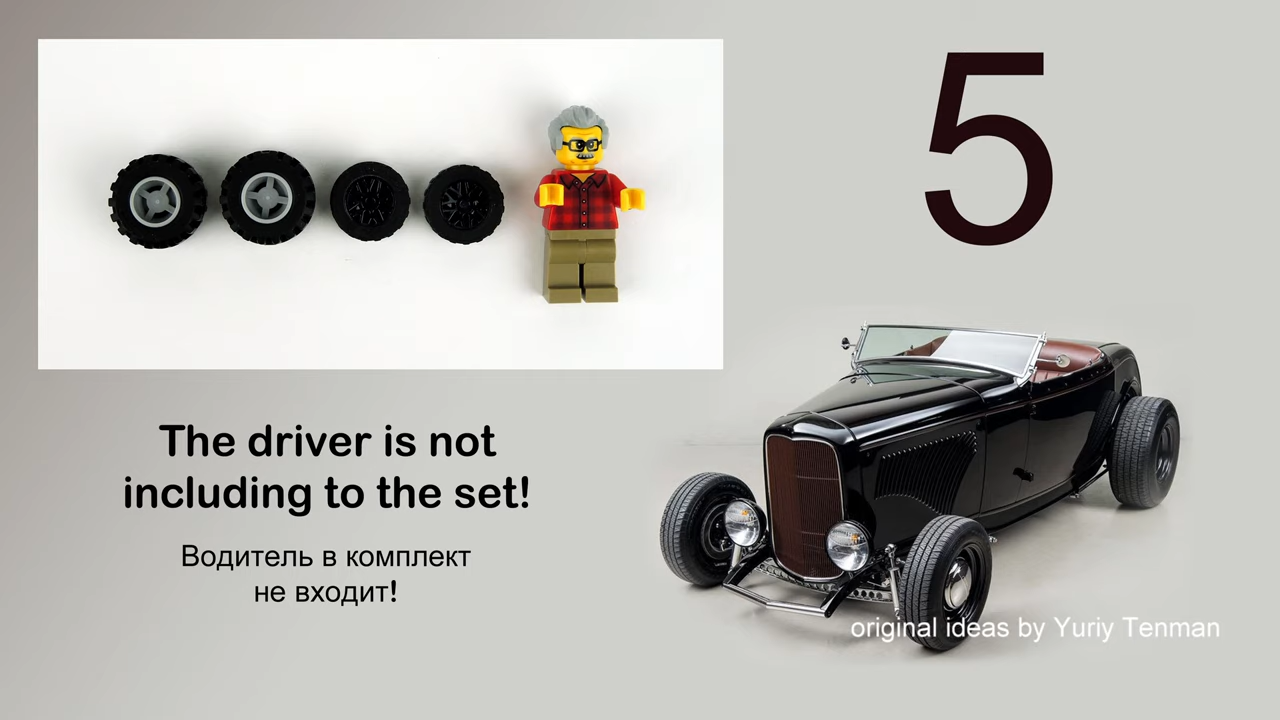 5
The driver is not
including to the set!
Водитель в комплект
не входит!
original ideas by Yuriy Tenman